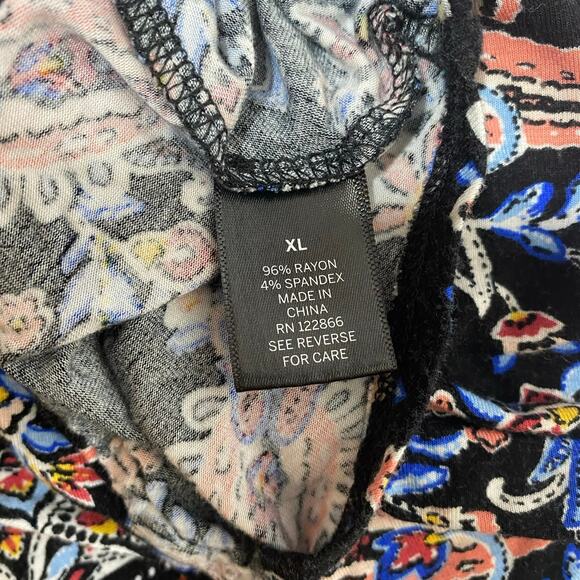 XL
96% RAYON
4% SPANDEX
MADE IN
CHINA
RN 122866
SEE REVERSE
FOR CARE